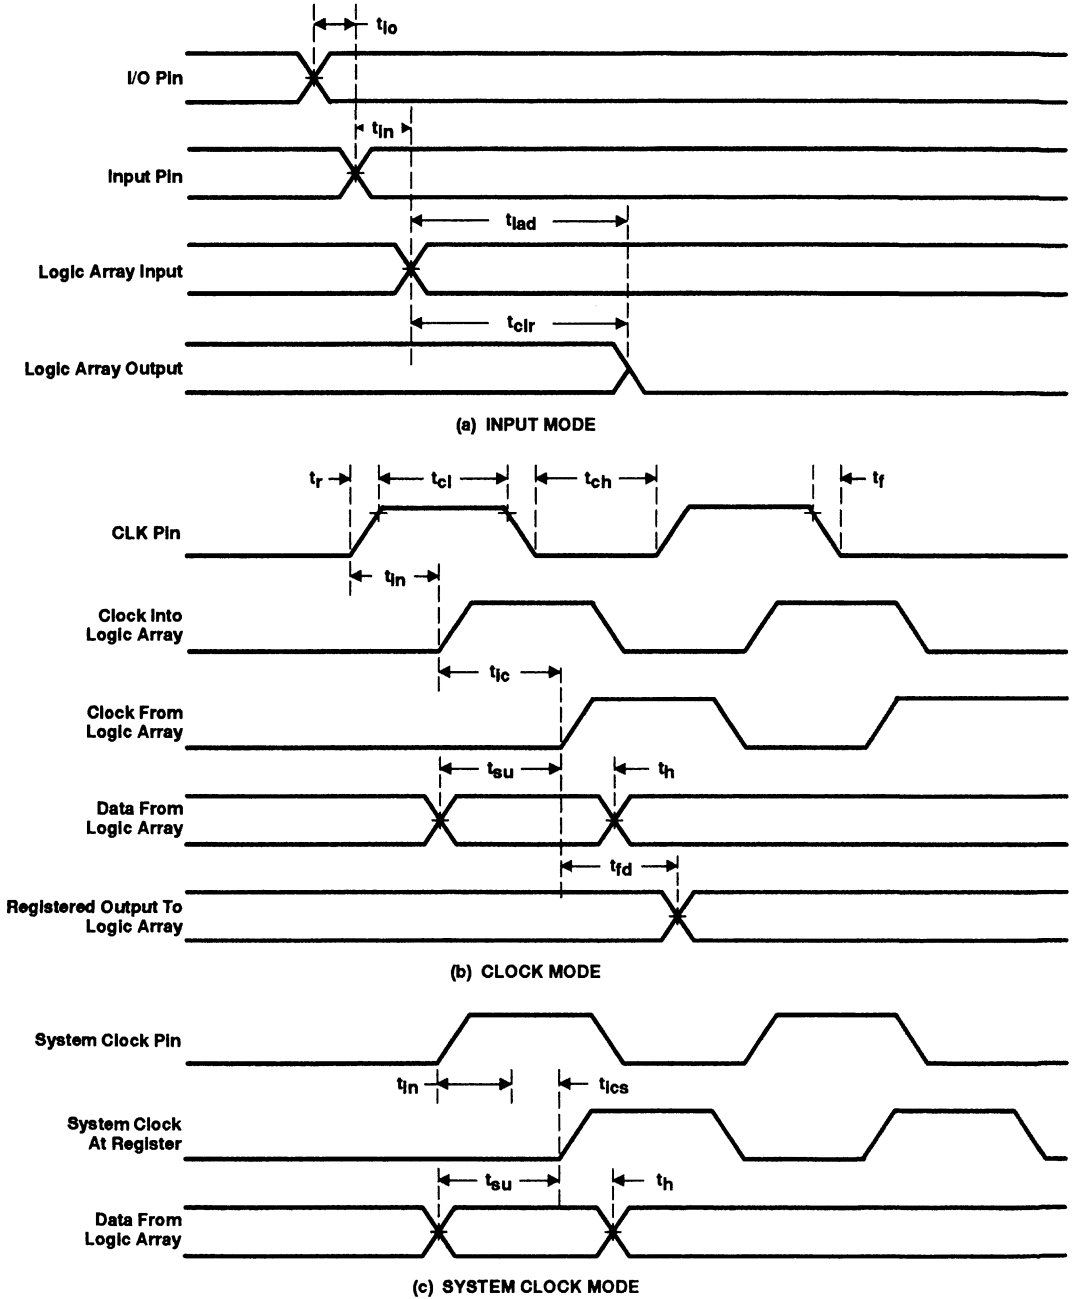 tio
I/O Pin
tin
Input Pin
tlad
Logic Array Input
tclr
Logic Array Output
(a) INPUT MODE
tr
tcl
tch
tf
CLK Pin
tin
Clock Into
Logic Array
tic
Clock From
Logic Array
tsu
th
Data From
Logic Array
tfd
Registered Output To
Logic Array
(b) CLOCK MODE
System Clock Pin
tin
tics
System Clock
At Register
tsu
th
Data From
Logic Array
(c) SYSTEM CLOCK MODE